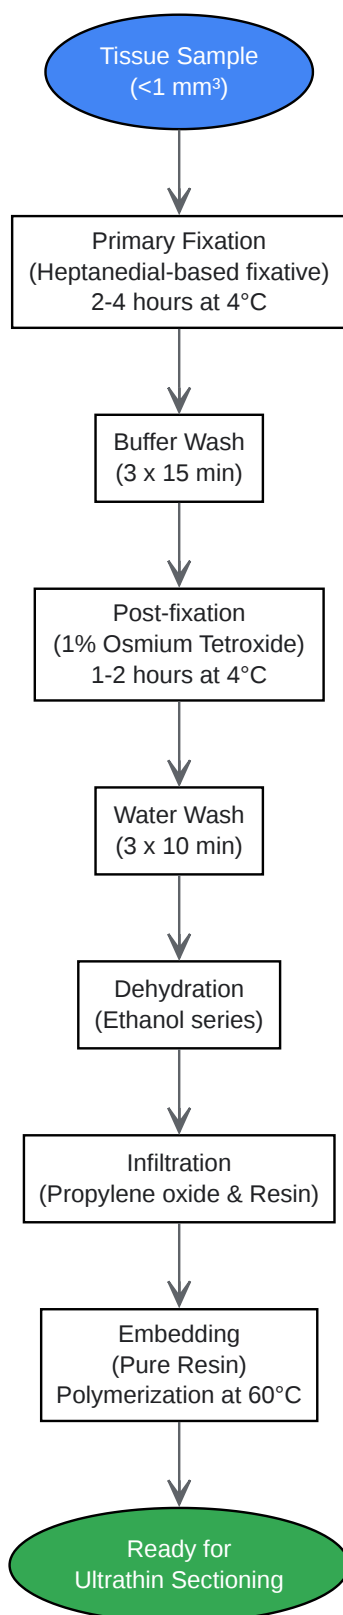 Tissue Sample
(<1 mm³)
Primary Fixation
(Heptanedial-based fixative)
2-4 hours at 4°C
Buffer Wash
(3 x 15 min)
Post-fixation
(1% Osmium Tetroxide)
1-2 hours at 4°C
Water Wash
(3 x 10 min)
Dehydration
(Ethanol series)
Infiltration
(Propylene oxide & Resin)
Embedding
(Pure Resin)
Polymerization at 60°C
Ready for
Ultrathin Sectioning